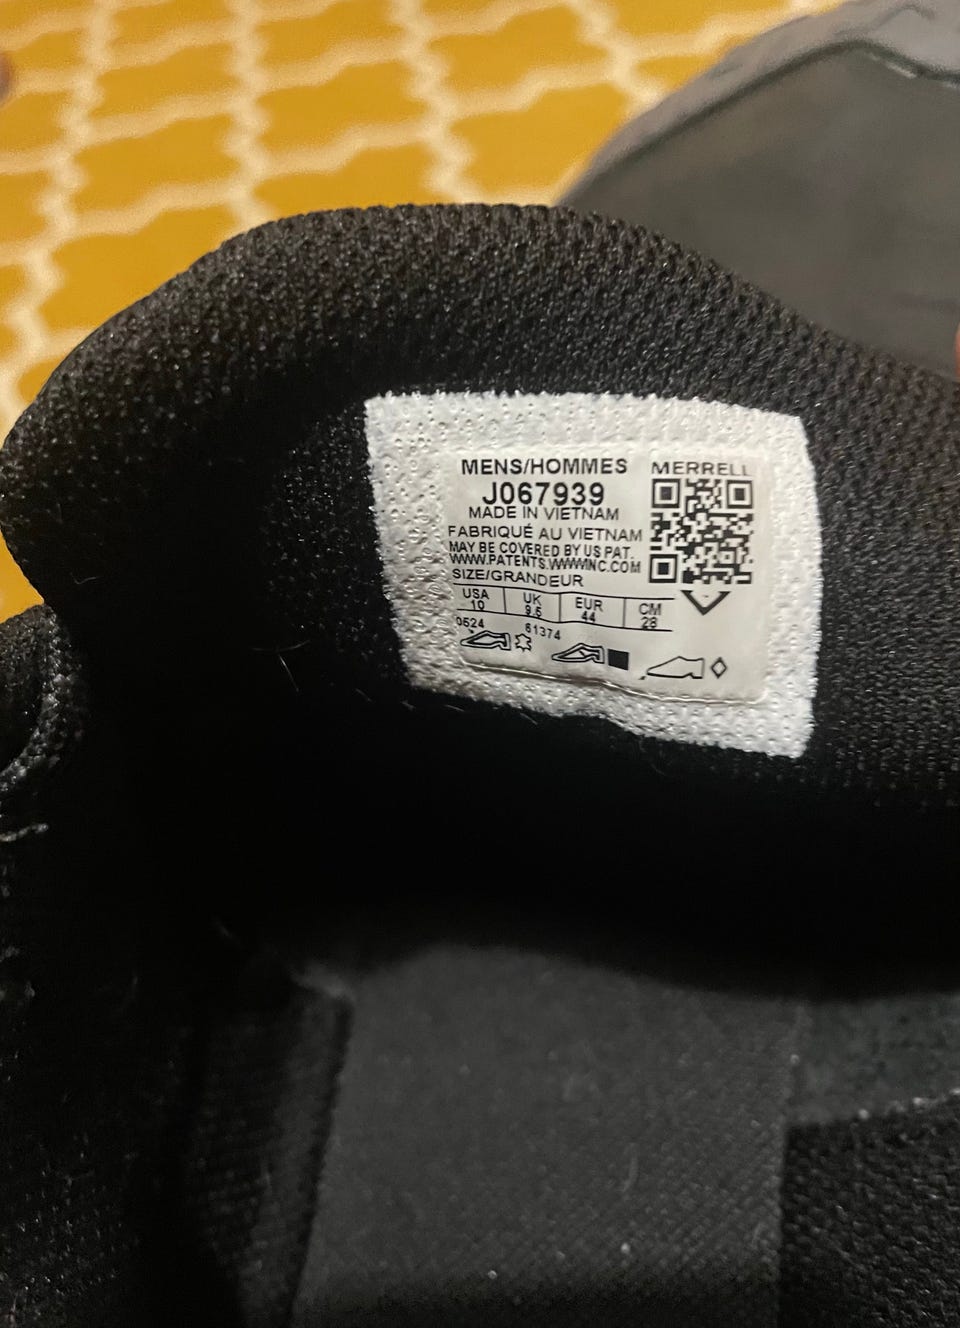 MENS/HOMMES
MERRELL
J067939
MADE IN VIETNAM
FABRIQUÉ AU VIETNAM
MAY BE COVERED BY US PAT.
WWW.PATENTS.WWWINC.COM
SIZE/GRANDEUR
USA UK EUR CM
10 9.5 44 28
0524 61374